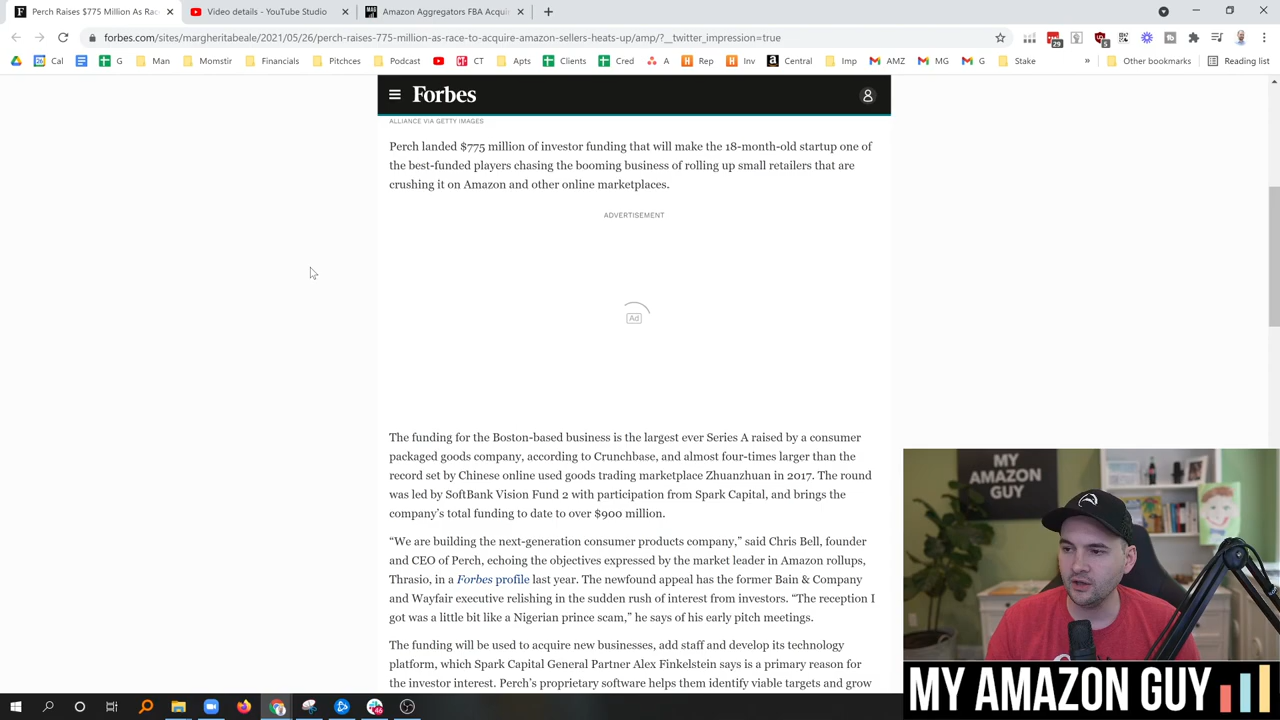 Perch Raises $775 Million As Rac
Video details - YouTube Studio
MAG
Amazon Aggregators FBA Acqui
forbes.com/sites/margheritabeale/2021/05/26/perch-raises-775-million-as-race-to-acquire-amazon-sellers-heats-up/amp/?__twitter_impression=true
29
5
Cal
G
Man
Momstir
Financials
Pitchces
Podcast
CT
Apts
Clients
Cred
A
Rep
Inv
Central
Imp
AMZ
MG
G
Stake
»
Other bookmarks
Reading list
Forbes
ALLIANCE VIA GETTY IMAGES
Perch landed $775 million of investor funding that will make the 18-month-old startup one of
the best-funded players chasing the booming business of rolling up small retailers that are
crushing it on Amazon and other online marketplaces.
ADVERTISEMENT
Ad
The funding for the Boston-based business is the largest ever Series A raised by a consumer
packaged goods company, according to Crunchbase, and almost four-times larger than the
record set by Chinese online used goods trading marketplace Zhuanzhuan in 2017. The round
was led by SoftBank Vision Fund 2 with participation from Spark Capital, and brings the
company's total funding to date to over $900 million.
“We are building the next-generation consumer products company,” said Chris Bell, founder
and CEO of Perch, echoing the objectives expressed by the market leader in Amazon rollups,
Thrasio, in a Forbes profile last year. The newfound appeal has the former Bain & Company
and Wayfair executive relishing in the sudden rush of interest from investors. “The reception I
got was a little bit like a Nigerian prince scam,” he says of his early pitch meetings.
The funding will be used to acquire new businesses, add staff and develop its technology
platform, which Spark Capital General Partner Alex Finkelstein says is a primary reason for
the investor interest. Perch's proprietary software helps them identify viable targets and grow
MY
AMAZON
GUY
MY AMAZON GUY